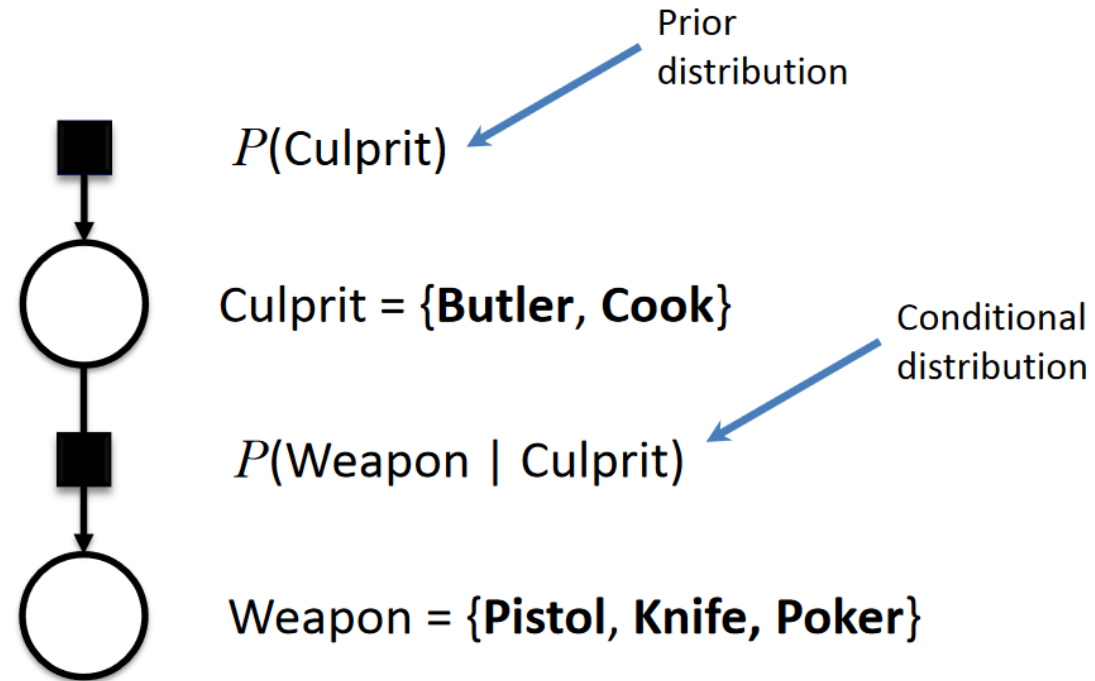 Prior
distribution
P(Culprit)
Culprit = {Butler, Cook}
Conditional
distribution
P(Weapon | Culprit)
Weapon = {Pistol, Knife, Poker}